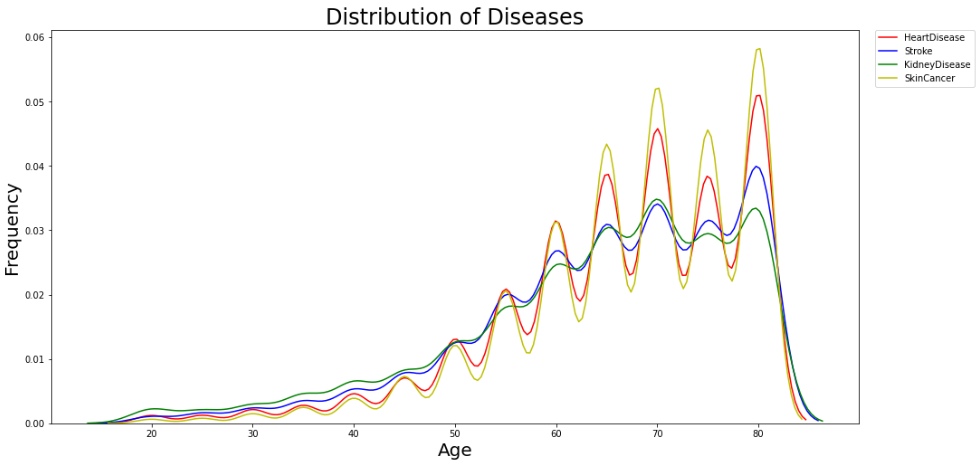 Distribution of Diseases
HeartDisease
Stroke
KidneyDisease
SkinCancer
Frequency
0.06
0.05
0.04
0.03
0.02
0.01
0.00
20 30 40 50 60 70 80
Age